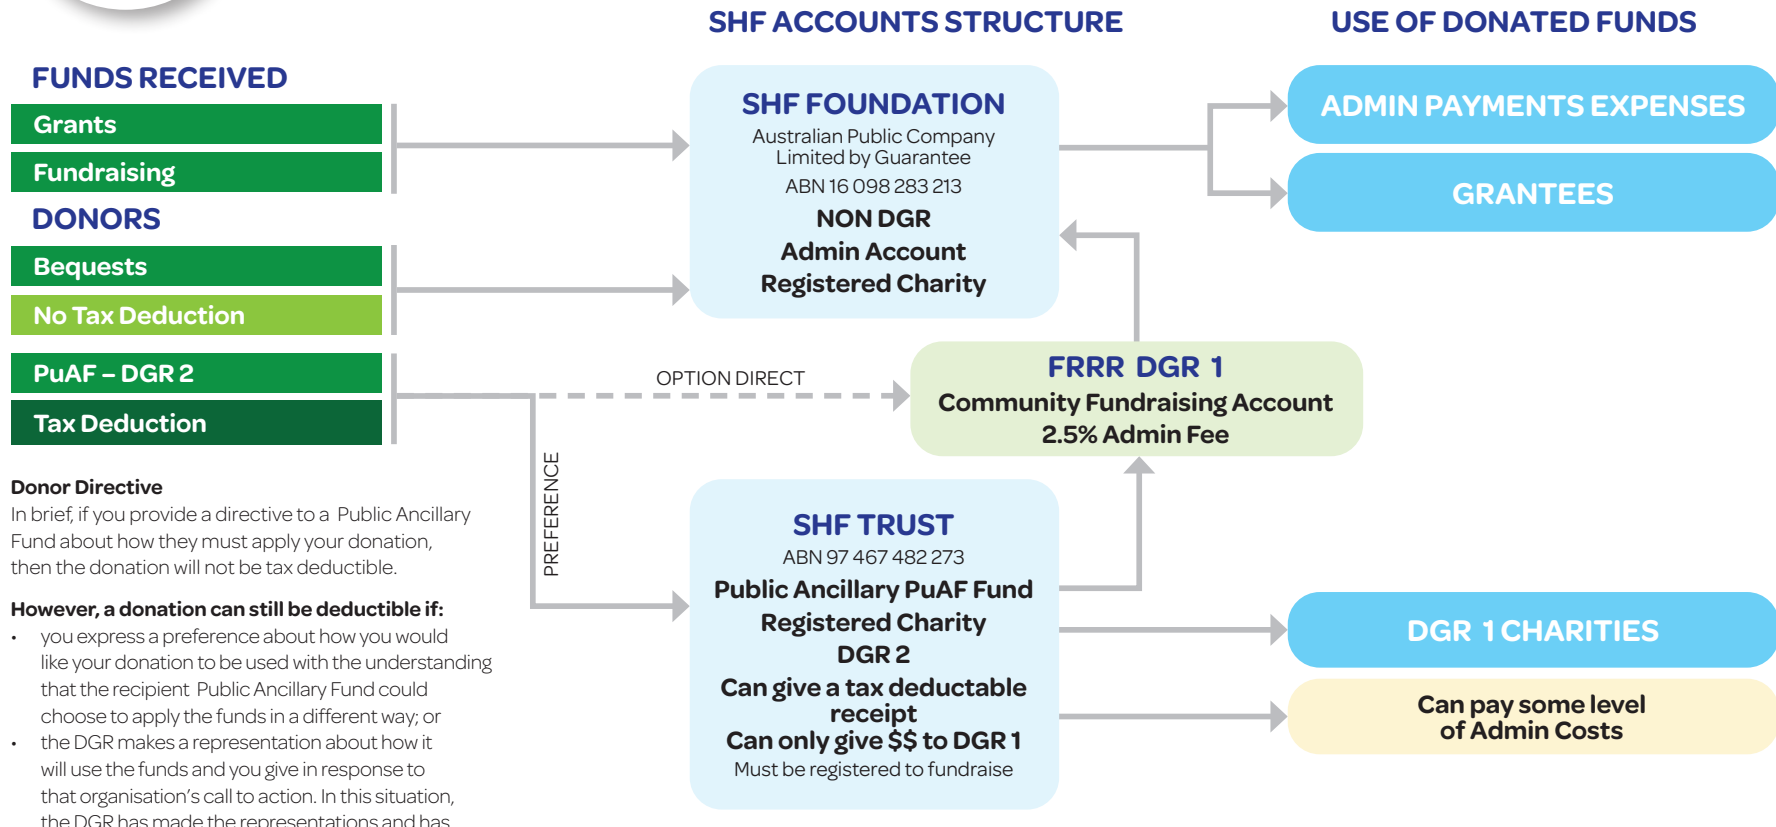 SHF ACCOUNTS STRUCTURE
USE OF DONATED FUNDS
FUNDS RECEIVED
Grants
Fundraising
DONORS
Bequests
No Tax Deduction
PuAF – DGR 2
Tax Deduction
Donor Directive
In brief, if you provide a directive to a Public Ancillary
Fund about how they must apply your donation,
then the donation will not be tax deductible.
However, a donation can still be deductible if:
• you express a preference about how you would
like your donation to be used with the understanding
that the recipient Public Ancillary Fund could
choose to apply the funds in a different way; or
• the DGR makes a representation about how it
will use the funds and you give in response to
that organisation's call to action. In this situation,
the DGR has made the representations and has
OPTION DIRECT
PREFERENCE
SHF FOUNDATION
Australian Public Company
Limited by Guarantee
ABN 16 098 283 213
NON DGR
Admin Account
Registered Charity
FRRR DGR 1
Community Fundraising Account
2.5% Admin Fee
SHF TRUST
ABN 97 467 482 273
Public Ancillary PuAF Fund
Registered Charity
DGR 2
Can give a tax deductable
receipt
Can only give $$ to DGR 1
Must be registered to fundraise
ADMIN PAYMENTS EXPENSES
GRANTEES
DGR 1 CHARITIES
Can pay some level
of Admin Costs